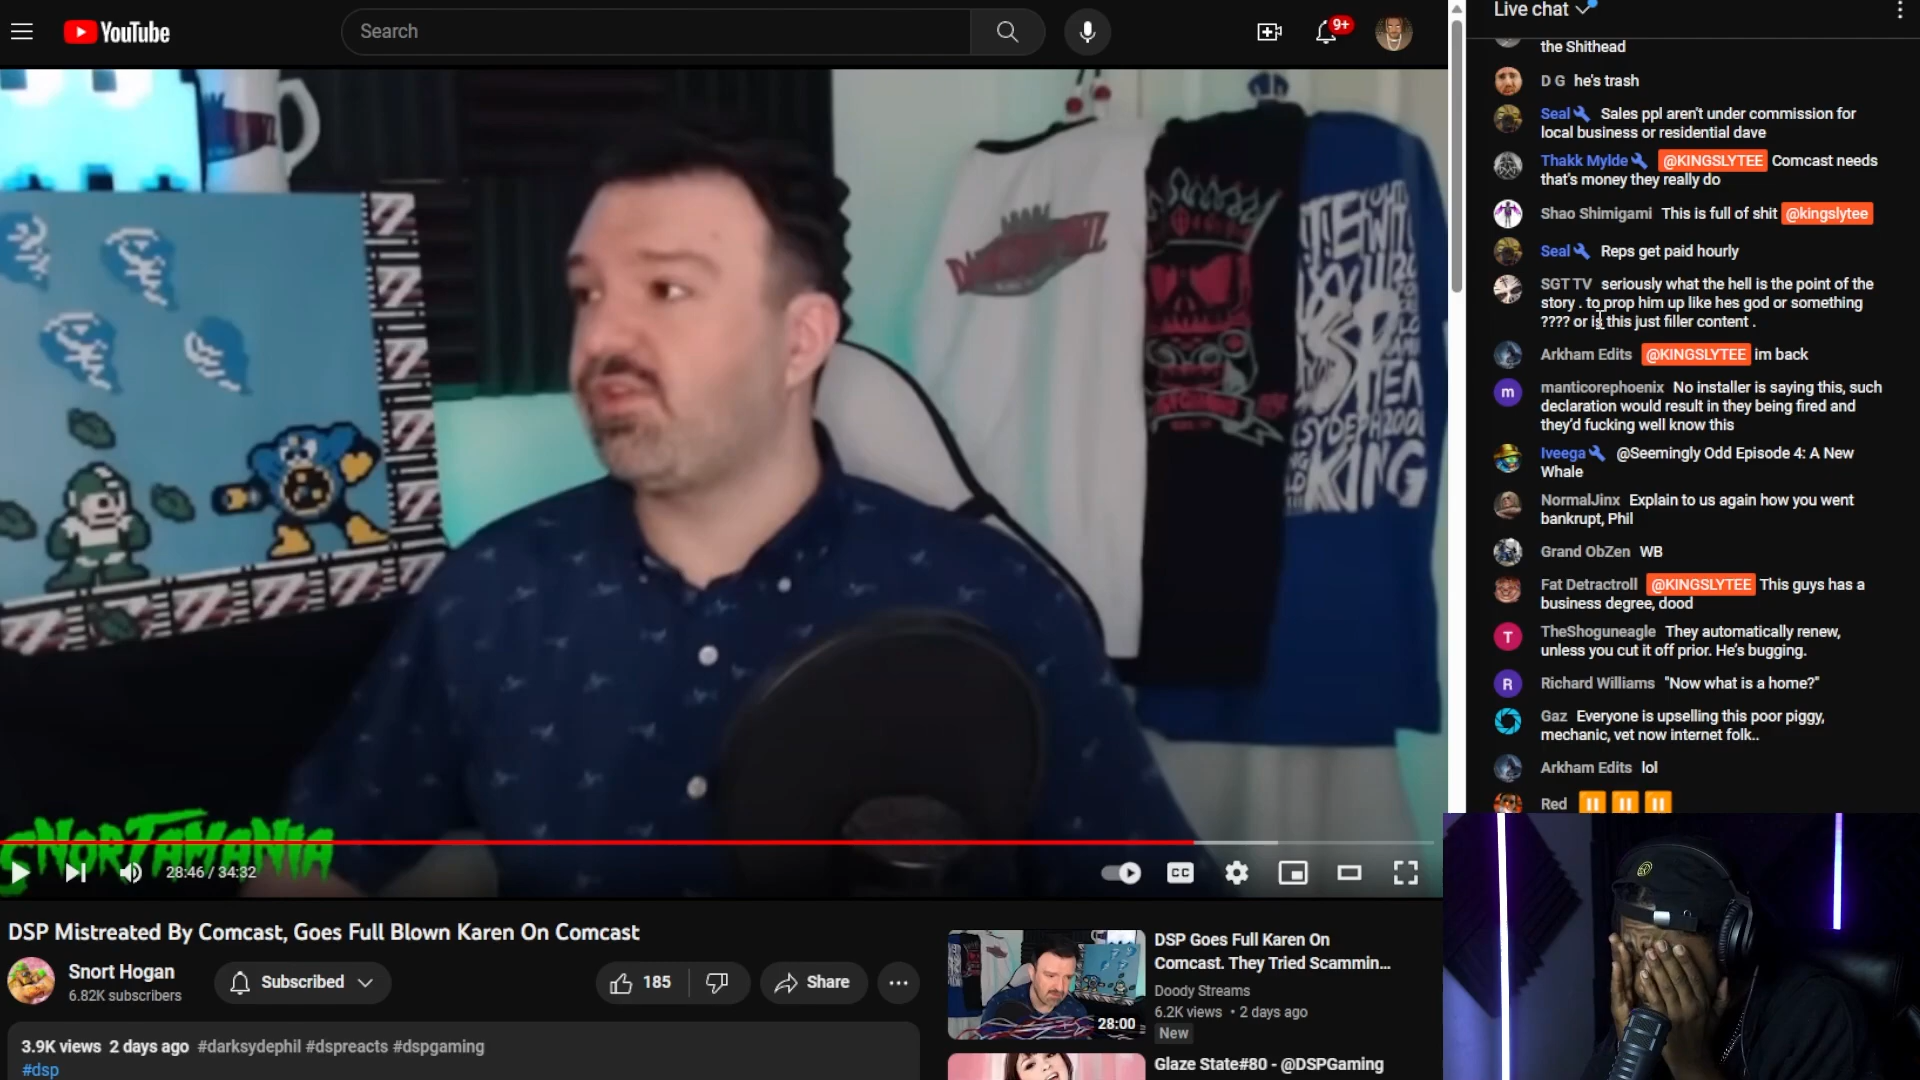 YouTube
Search
9+
Live chat
the Shithead
D G he's trash
Seal Sales ppl aren't under commission for
local business or residential dave
Thakk Mylde @KINGSLYTEE Comcast needs
that's money they really do
Shao Shimigami This is full of shit @kingslytee
Seal Reps get paid hourly
SGT TV seriously what the hell is the point of the
story . to prop him up like hes god or something
???? or is this just filler content .
Arkham Edits @KINGSLYTEE im back
m
manticorephoenix No installer is saying this, such
declaration would result in they being fired and
they'd fucking well know this
Iveega @Seemingly Odd Episode 4: A New
Whale
NormalJinx Explain to us again how you went
bankrupt, Phil
Grand ObZen WB
Fat Detractroll @KINGSLYTEE This guys has a
business degree, dood
T
TheShoguneagle They automatically renew,
unless you cut it off prior. He's bugging.
R
Richard Williams "Now what is a home?"
Gaz Everyone is upselling this poor piggy,
mechanic, vet now internet folk..
Arkham Edits lol
Red
KING
SNORTAMANIA
28:46 / 34:32
CC
DSP Mistreated By Comcast, Goes Full Blown Karen On Comcast
Snort Hogan
6.82K subscribers
Subscribed
185
Share
3.9K views 2 days ago #darksydephil #dspreacts #dspgaming
#dsp
28:00
DSP Goes Full Karen On
Comcast. They Tried Scammin...
Doody Streams
6.2K views • 2 days ago
New
Glaze State#80 - @DSPGaming